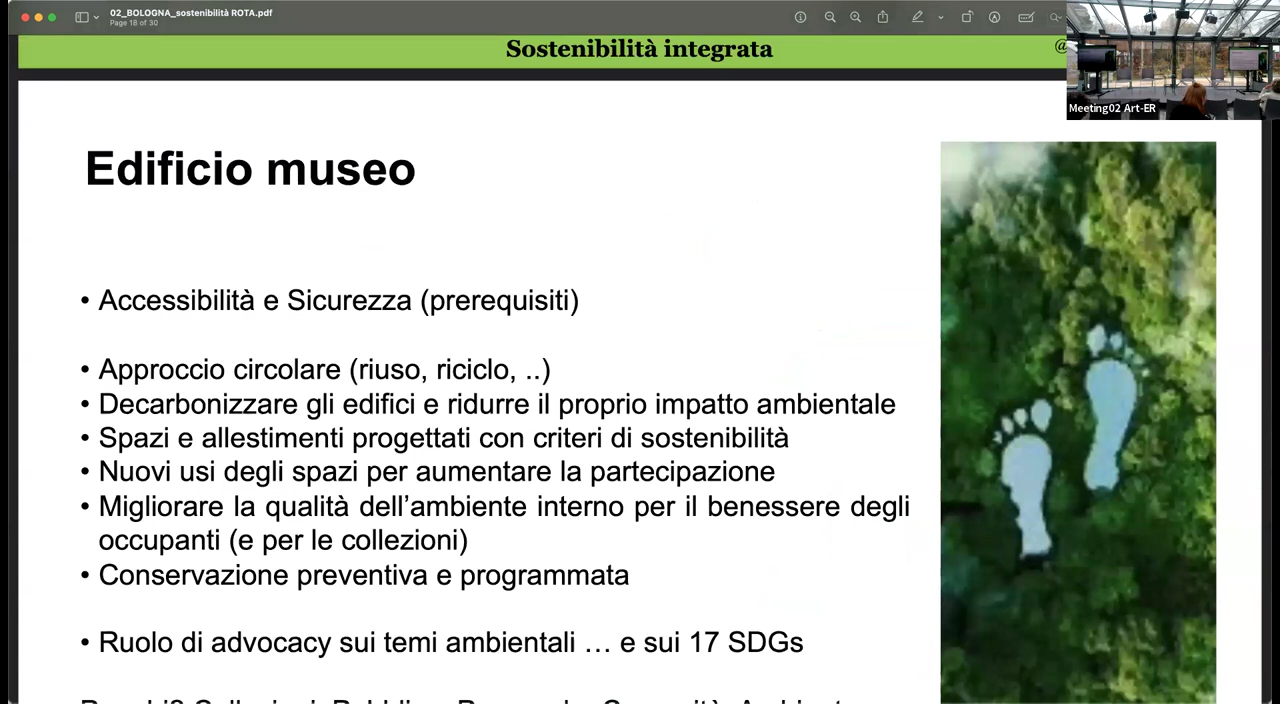 02_BOLOGNA_sostenibilità ROTA.pdf
Page 18 of 30
Sostenibilità integrata
@
Meeting02 Art-ER
Edificio museo
• Accessibilità e Sicurezza (prerequisiti)
• Approccio circolare (riuso, riciclo, ..)
• Decarbonizzare gli edifici e ridurre il proprio impatto ambientale
• Spazi e allestimenti progettati con criteri di sostenibilità
• Nuovi usi degli spazi per aumentare la partecipazione
• Migliorare la qualità dell’ambiente interno per il benessere degli
occupanti (e per le collezioni)
• Conservazione preventiva e programmata
• Ruolo di advocacy sui temi ambientali … e sui 17 SDGs